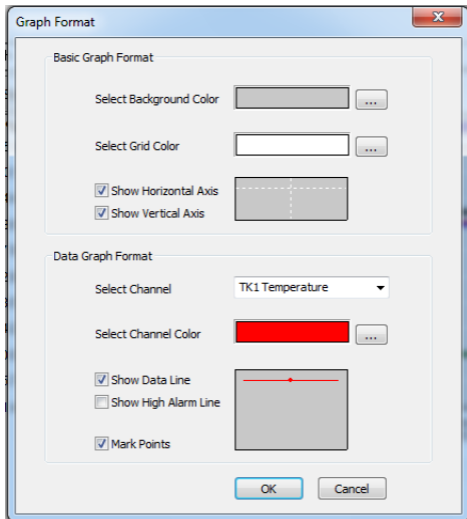 Graph Format
Basic Graph Format
Select Background Color
...
Select Grid Color
...
Show Horizontal Axis
Show Vertical Axis
Data Graph Format
Select Channel
TK1 Temperature
Select Channel Color
...
Show Data Line
Show High Alarm Line
Mark Points
OK Cancel